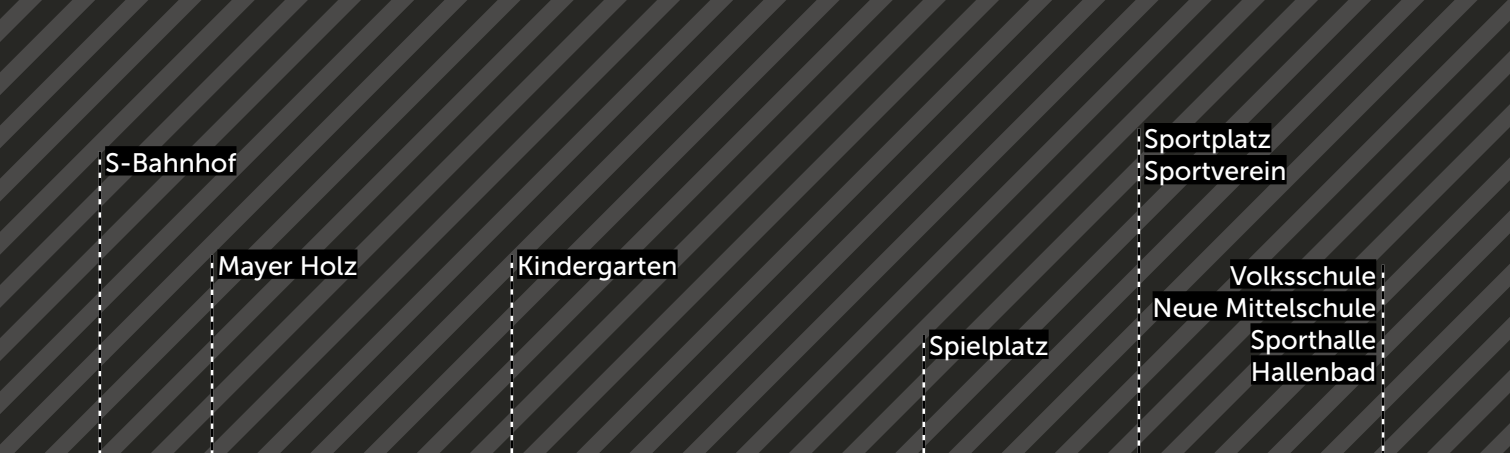 S-Bahnhof
Mayer Holz
Kindergarten
Spielplatz
Sportplatz
Sportverein
Volksschule
Neue Mittelschule
Sporthalle
Hallenbad